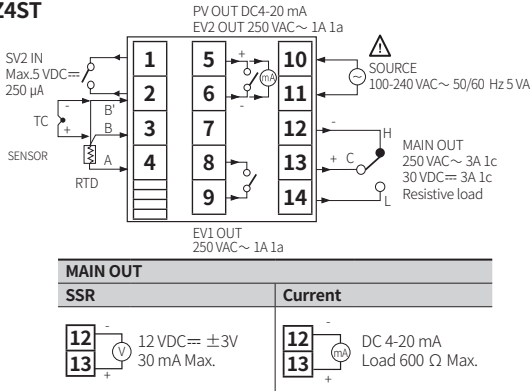 Z4ST
PV OUT DC4-20 mA
EV2 OUT 250 VAC～ 1A 1a
SV2 IN
Max.5 VDC⎓
250 µA
1
2
3
4
5
6
7
8
9
10
11
12
13
14
+
-
mA
SOURCE
100-240 VAC～ 50/60 Hz 5 VA
TC
-
+
B'
B
A
SENSOR
RTD
-
+ C
H
L
MAIN OUT
250 VAC～ 3A 1c
30 VDC⎓ 3A 1c
Resistive load
EV1 OUT
250 VAC～ 1A 1a
MAIN OUT
SSR
Current
12
13
-
V
+
12 VDC⎓ ±3V
30 mA Max.
12
13
-
mA
+
DC 4-20 mA
Load 600 Ω Max.